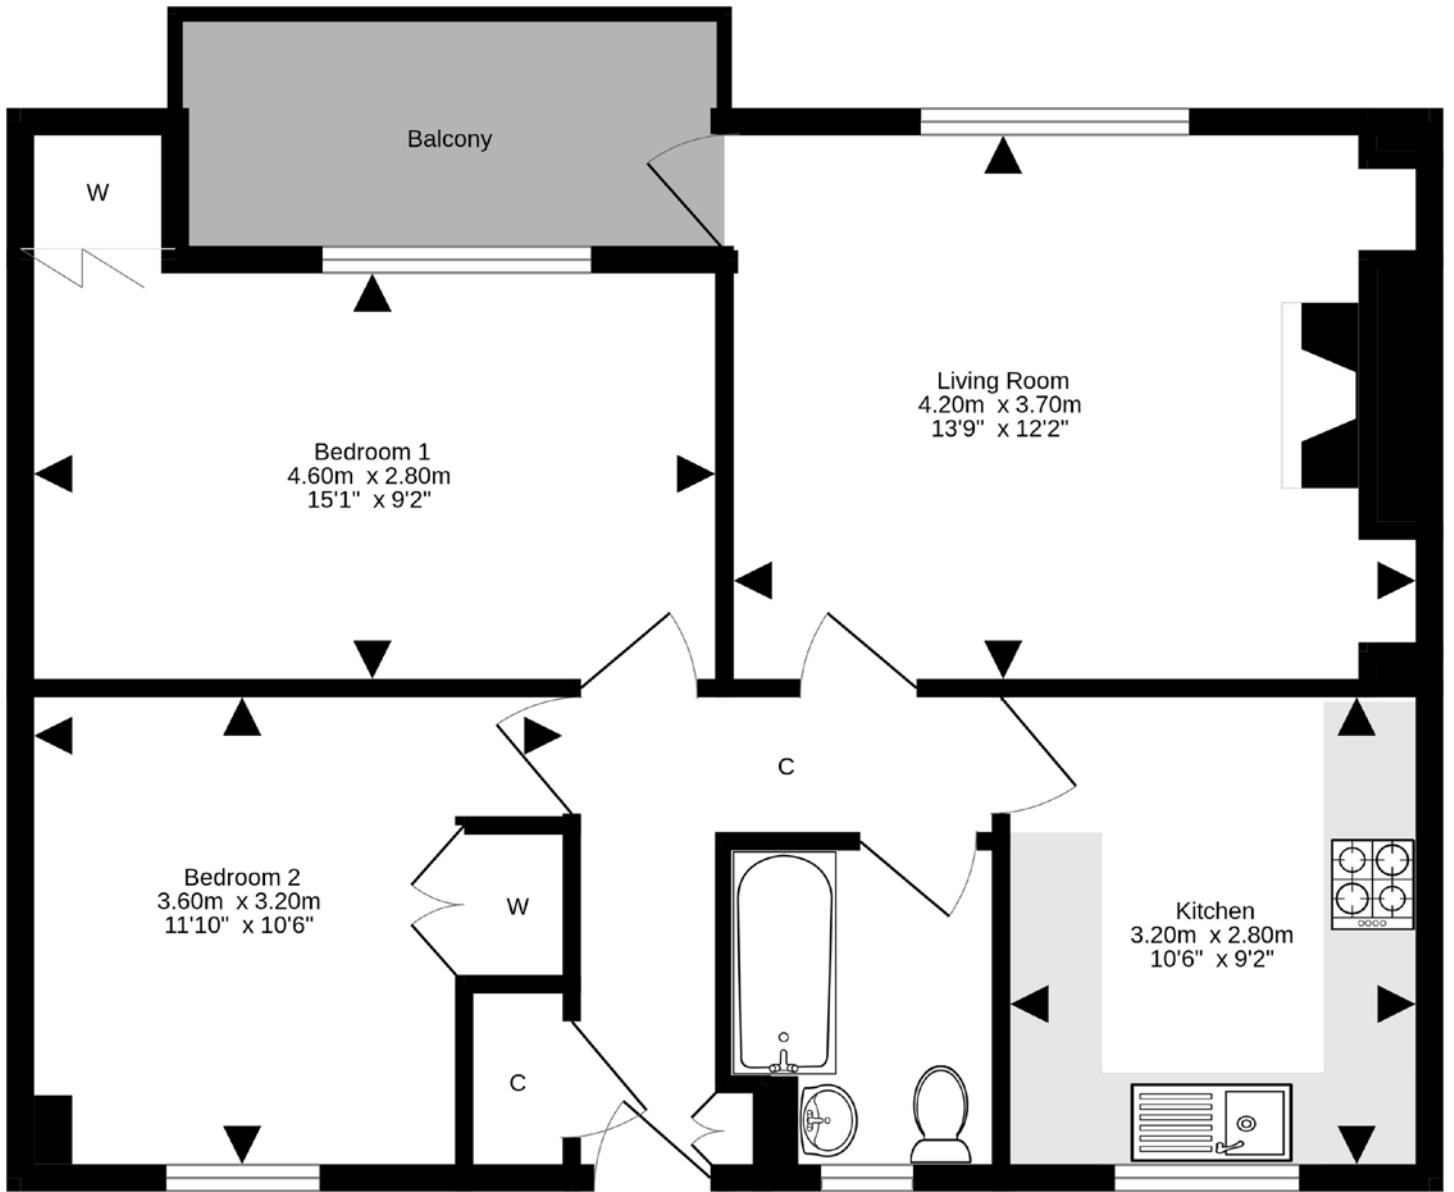 Balcony
W
Living Room
4.20m x 3.70m
13'9" x 12'2"
Bedroom 1
4.60m x 2.80m
15'1" x 9'2"
C
Bedroom 2
3.60m x 3.20m
11'10" x 10'6"
W
Kitchen
3.20m x 2.80m
10'6" x 9'2"
C